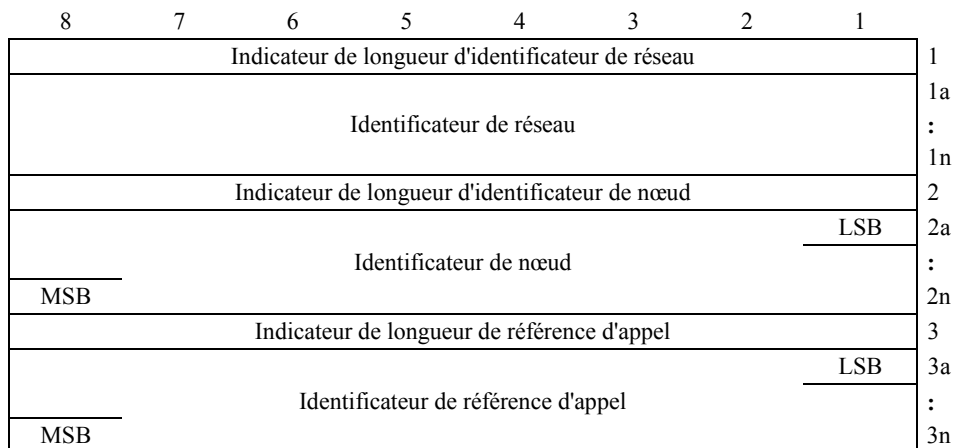 8 7 6 5 4 3 2 1
Indicateur de longueur d'identificateur de réseau 1
1a
Identificateur de réseau :
1n
Indicateur de longueur d'identificateur de nœud 2
LSB 2a
Identificateur de nœud :
MSB 2n
Indicateur de longueur de référence d'appel 3
LSB 3a
Identificateur de référence d'appel :
MSB 3n